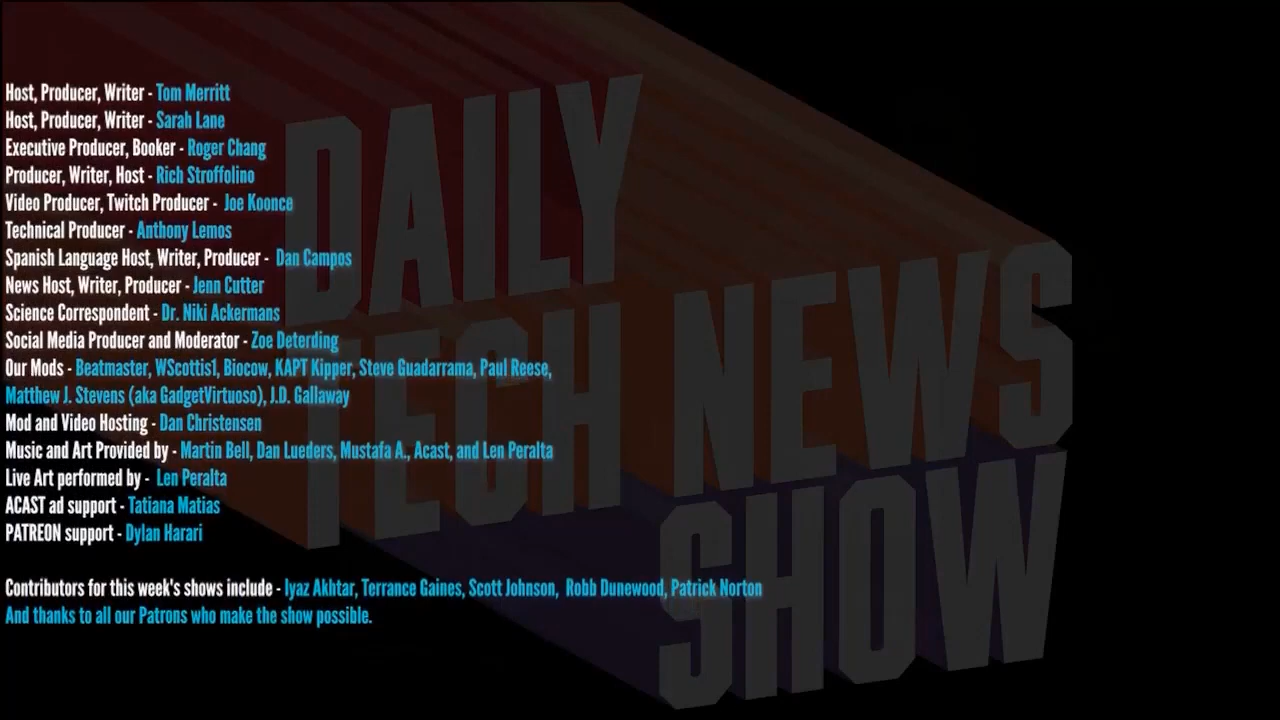 Host, Producer, Writer - Tom Merritt
Host, Producer, Writer - Sarah Lane
Executive Producer, Booker - Roger Chang
Producer, Writer, Host - Rich Stroffolino
Video Producer, Twitch Producer - Joe Koonce
Technical Producer - Anthony Lemos
Spanish Language Host, Writer, Producer - Dan Campos
News Host, Writer, Producer - Jenn Cutter
Science Correspondent - Dr. Niki Ackermans
Social Media Producer and Moderator - Zoe Deterding
Our Mods - Beatmaster, WScottis1, Biocow, KAPT Kipper, Steve Guadarrama, Paul Reese,
Matthew J. Stevens (aka GadgetVirtuoso), J.D. Gallaway
Mod and Video Hosting - Dan Christensen
Music and Art Provided by - Martin Bell, Dan Lueders, Mustafa A., Acast, and Len Peralta
Live Art performed by - Len Peralta
ACAST ad support - Tatiana Matias
PATREON support - Dylan Harari
Contributors for this week's shows include - Iyaz Akhtar, Terrance Gaines, Scott Johnson, Robb Dunewood, Patrick Norton
And thanks to all our Patrons who make the show possible.
DAILY
TECH NEWS
SHOW